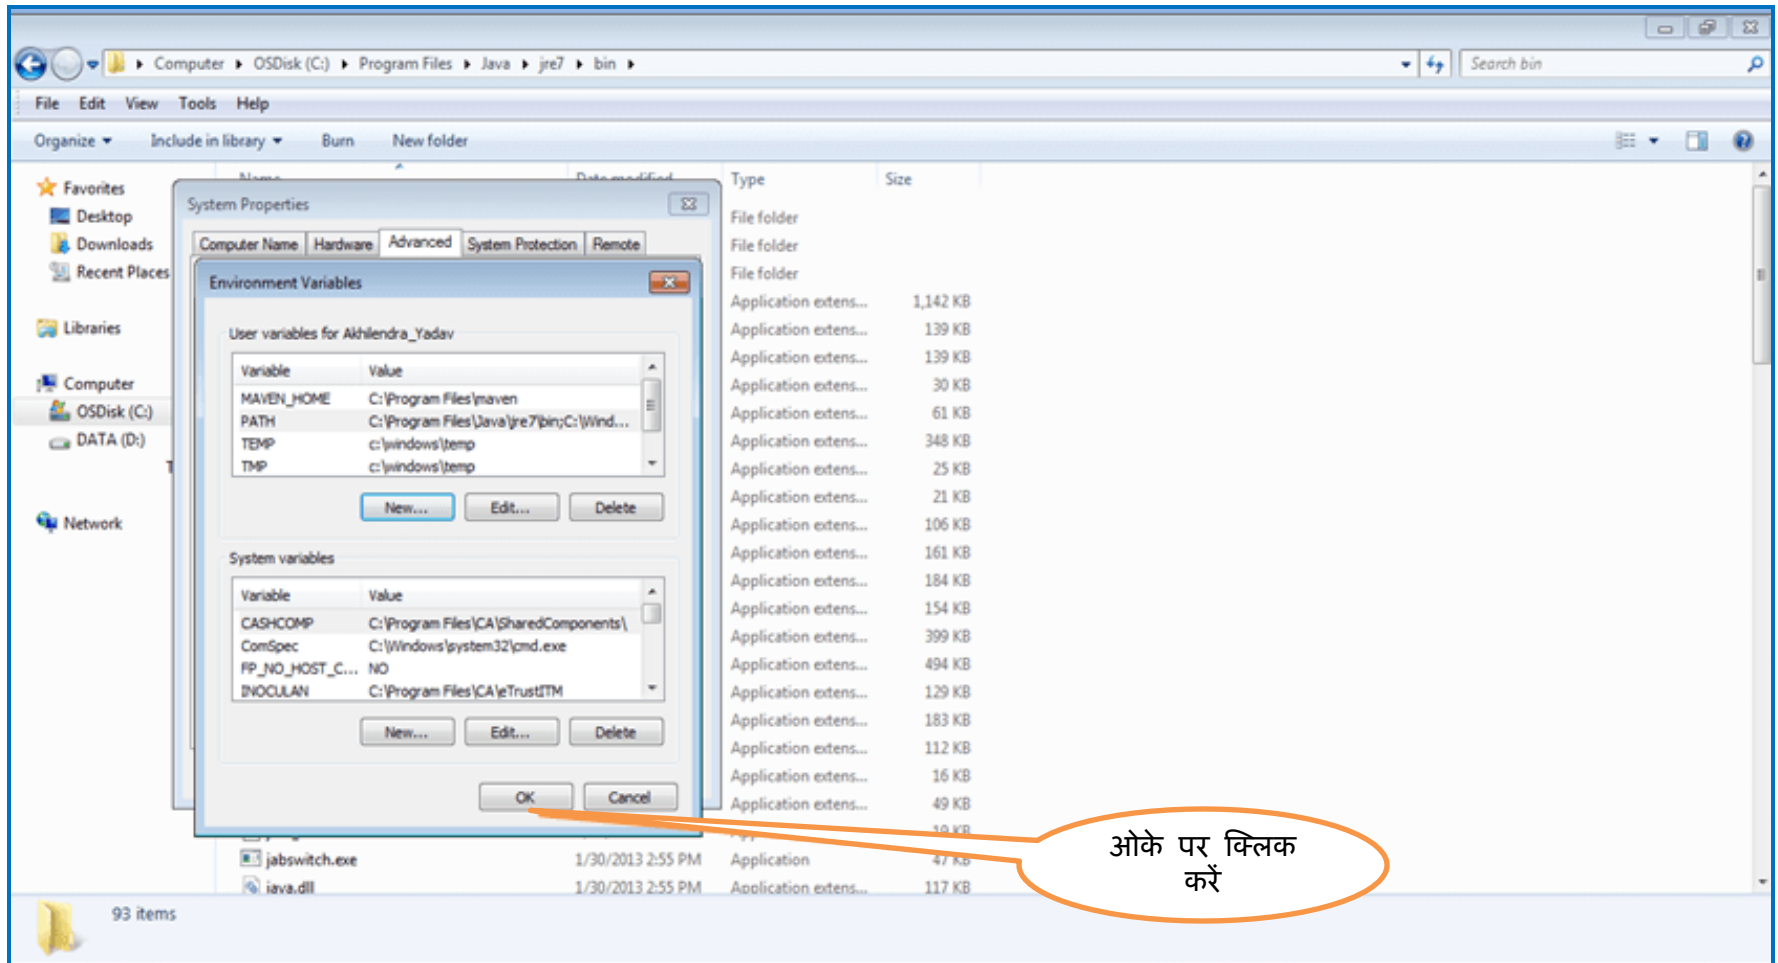 Computer ▸ OSDisk (C:) ▸ Program Files ▸ Java ▸ jre7 ▸ bin ▸
Search bin
File Edit View Tools Help
Organize Include in library Burn New folder
Name Date modified Type Size
Favorites
Desktop
Downloads
Recent Places
Libraries
Computer
OSDisk (C:)
DATA (D:)
T
Network
System Properties
Computer Name Hardware Advanced System Protection Remote
Environment Variables
User variables for Akhilendra_Yadav
Variable Value
MAVEN_HOME C:\Program Files\maven
PATH C:\Program Files\Java\jre7\bin;C:\Wind...
TEMP c:\windows\temp
TMP c:\windows\temp
New... Edit... Delete
System variables
Variable Value
CASHCOMP C:\Program Files\CA\SharedComponents\
ComSpec C:\Windows\system32\cmd.exe
FP_NO_HOST_C... NO
INOCULAN C:\Program Files\CA\eTrustITM
New... Edit... Delete
OK Cancel
File folder
File folder
File folder
Application extens... 1,142 KB
Application extens... 139 KB
Application extens... 139 KB
Application extens... 30 KB
Application extens... 61 KB
Application extens... 348 KB
Application extens... 25 KB
Application extens... 21 KB
Application extens... 106 KB
Application extens... 161 KB
Application extens... 184 KB
Application extens... 154 KB
Application extens... 399 KB
Application extens... 494 KB
Application extens... 129 KB
Application extens... 183 KB
Application extens... 112 KB
Application extens... 16 KB
Application extens... 49 KB
19 KB
jabswitch.exe 1/30/2013 2:55 PM Application 47 KB
java.dll 1/30/2013 2:55 PM Application extens... 117 KB
ओके पर क्लिक
करें
93 items